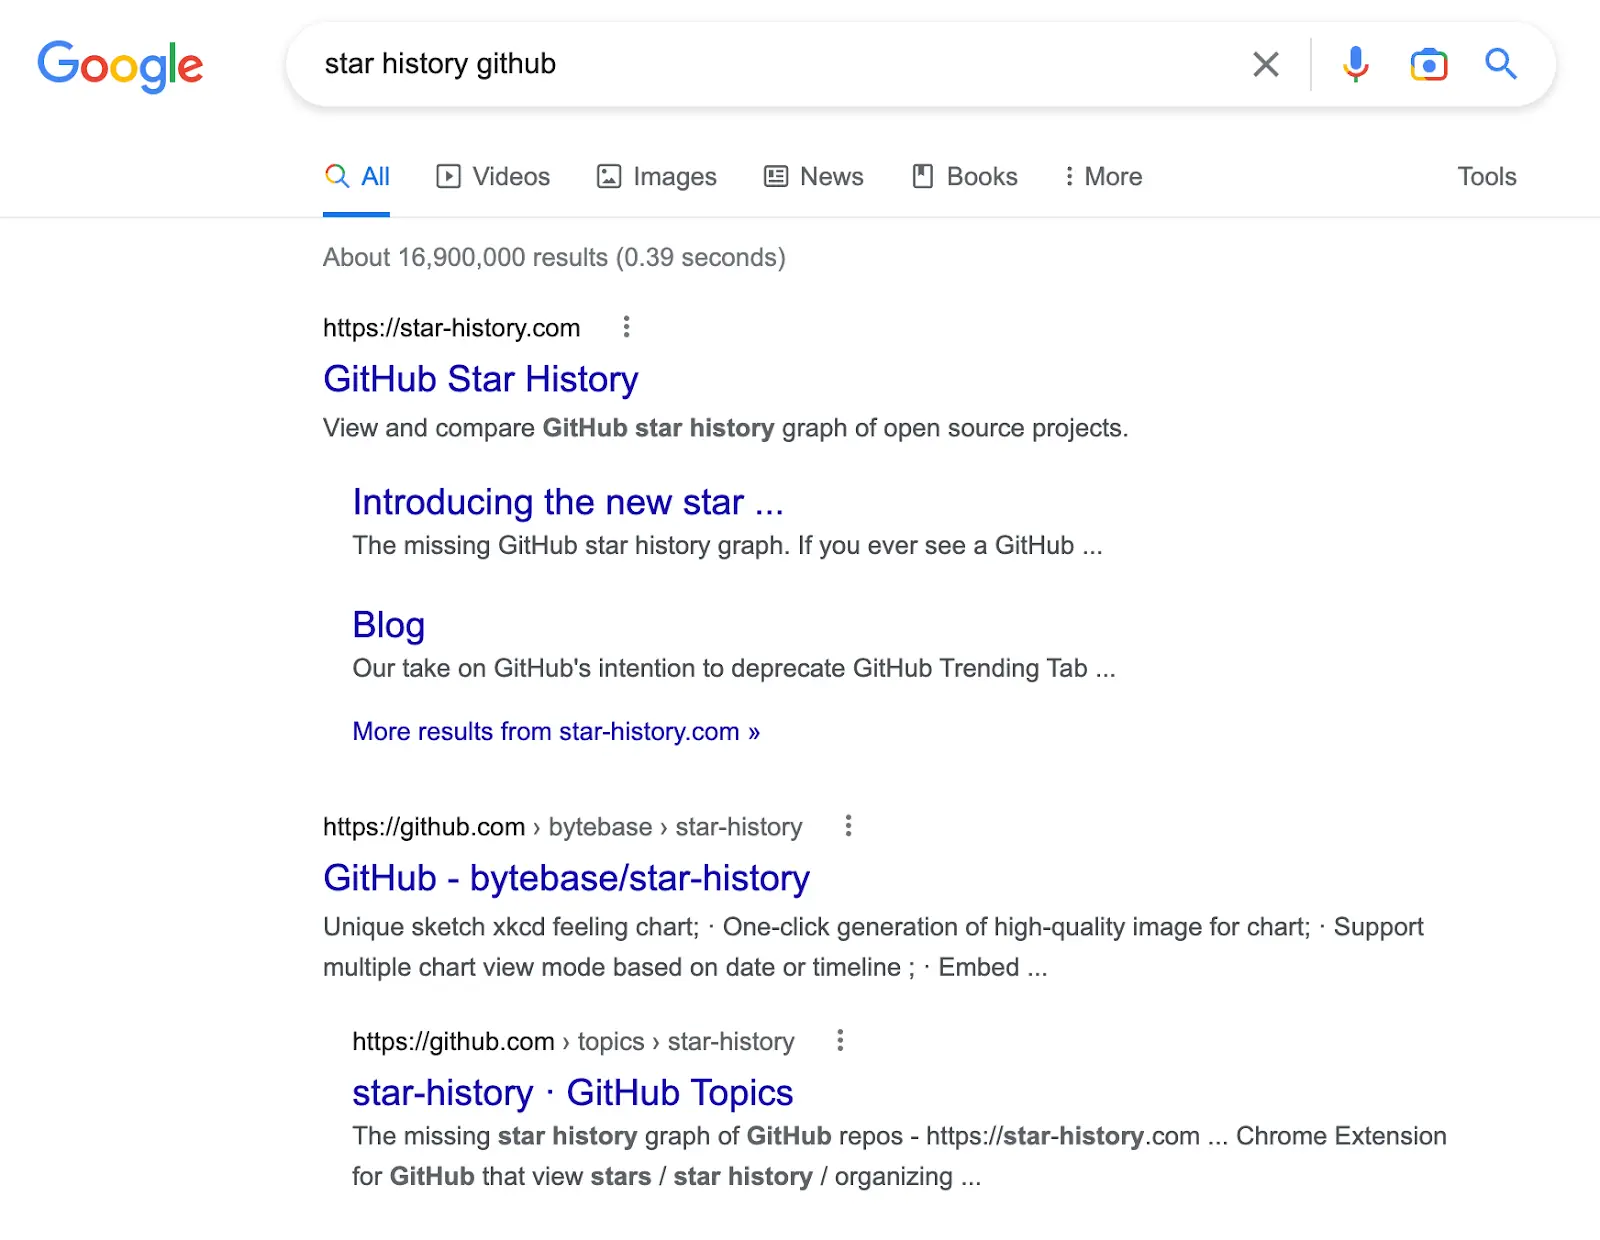 Google
star history github
All Videos Images News Books More Tools
About 16,900,000 results (0.39 seconds)
https://star-history.com
GitHub Star History
View and compare GitHub star history graph of open source projects.
Introducing the new star ...
The missing GitHub star history graph. If you ever see a GitHub ...
Blog
Our take on GitHub's intention to deprecate GitHub Trending Tab ...
More results from star-history.com »
https://github.com › bytebase › star-history
GitHub - bytebase/star-history
Unique sketch xkcd feeling chart; · One-click generation of high-quality image for chart; · Support
multiple chart view mode based on date or timeline ; · Embed ...
https://github.com › topics › star-history
star-history · GitHub Topics
The missing star history graph of GitHub repos - https://star-history.com ... Chrome Extension
for GitHub that view stars / star history / organizing ...